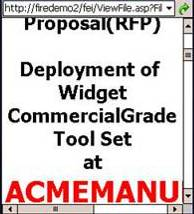 http://firedemo2/fei/ViewFile.asp?Fil
Proposal(RFP)
Deployment of
Widget
CommercialGrade
Tool Set
at
ACMEMANU